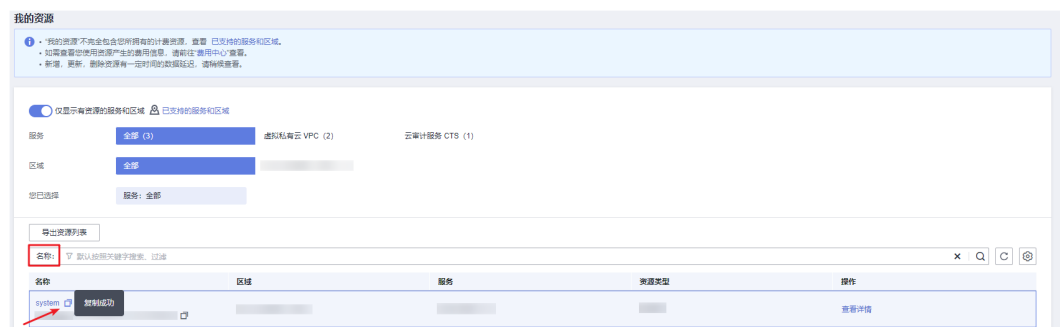 我的资源
• “我的资源”不完全包含您所拥有的计费资源，查看 已支持的服务和区域。
• 如需查看您使用资源产生的费用信息，请前往“费用中心”查看。
• 新增、更新、删除资源有一定时间的数据延迟，请稍候查看。
仅显示有资源的服务和区域 已支持的服务和区域
服务 全部 (3) 虚拟私有云 VPC (2) 云审计服务 CTS (1)
区域 全部
您已选择 服务：全部
导出资源列表
名称： 默认按照关键字搜索、过滤
名称 区域 服务 资源类型 操作
system 复制成功 查看详情